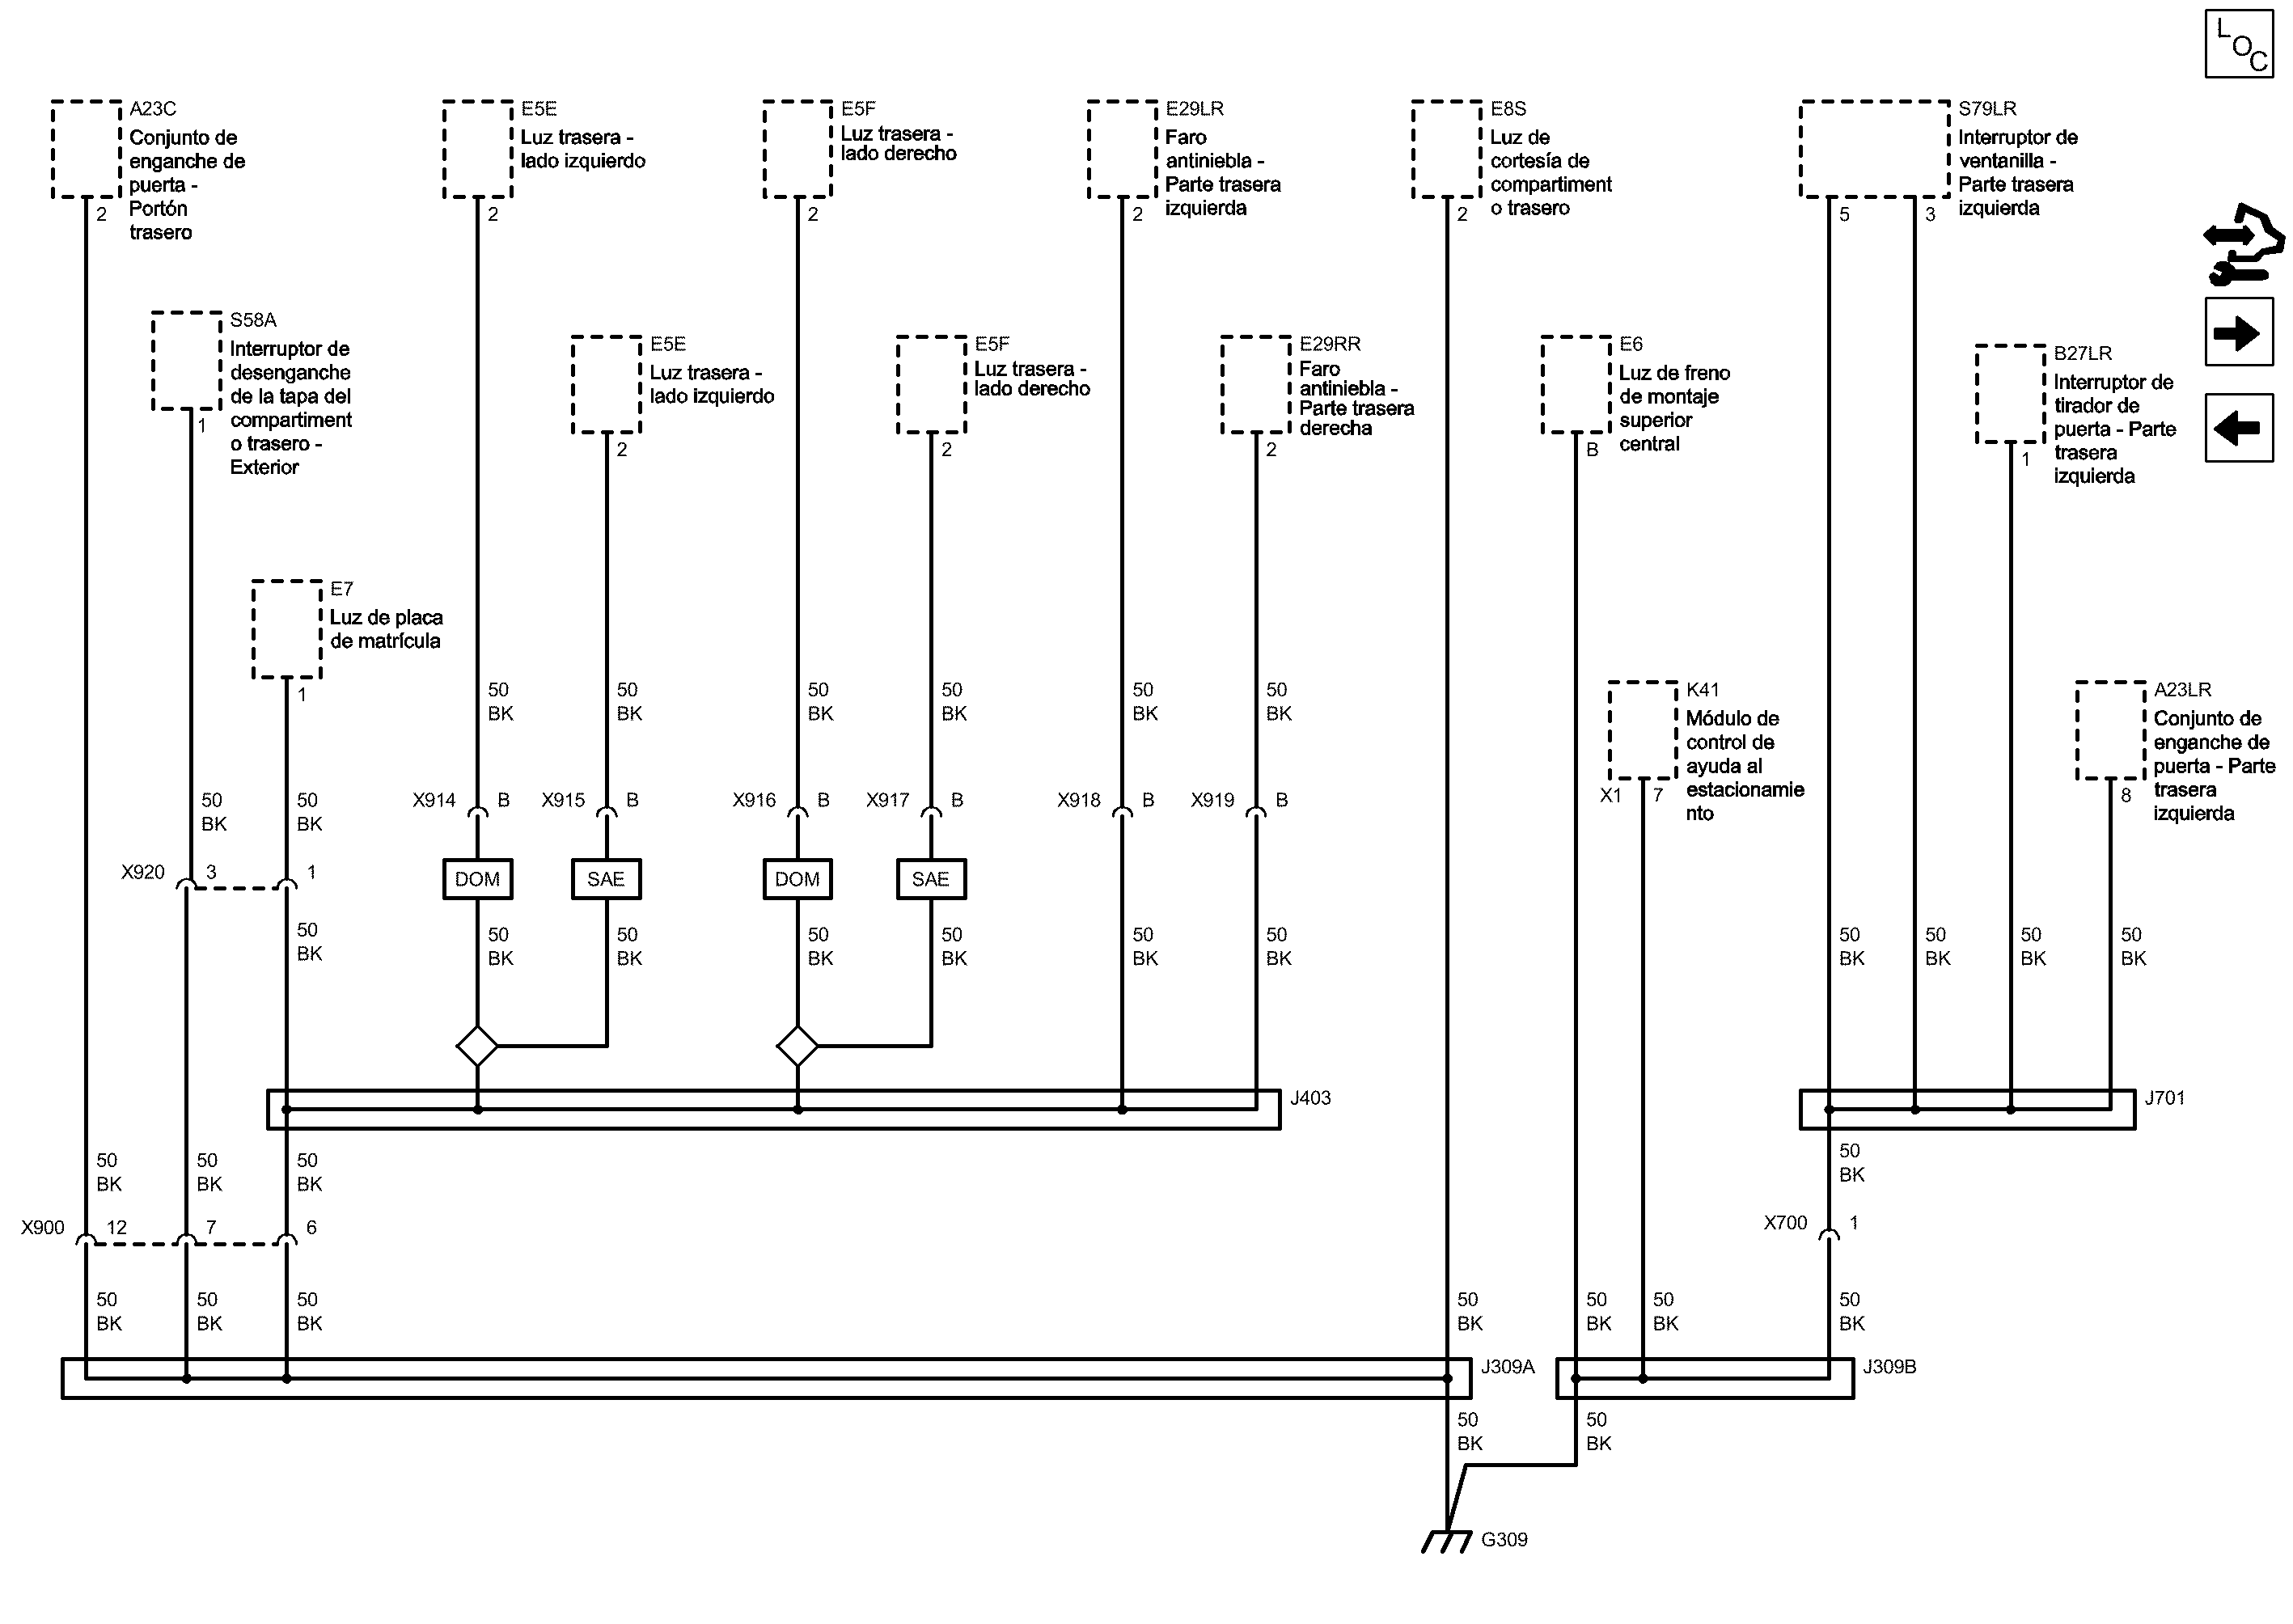 LOC
A23C
Conjunto de
enganche de
puerta -
Portón
trasero
2
E5E
Luz trasera -
lado izquierdo
2
E5F
Luz trasera -
lado derecho
2
E29LR
Faro
antiniebla -
Parte trasera
izquierda
2
E8S
Luz de
cortesía de
compartiment
o trasero
2
S79LR
Interruptor de
ventanilla -
Parte trasera
izquierda
5
3
S58A
Interruptor de
desenganche
de la tapa del
compartiment
o trasero -
Exterior
1
E5E
Luz trasera -
lado izquierdo
2
E5F
Luz trasera -
lado derecho
2
E29RR
Faro
antiniebla -
Parte trasera
derecha
2
E6
Luz de freno
de montaje
superior
central
B
B27LR
Interruptor de
tirador de
puerta - Parte
trasera
izquierda
1
E7
Luz de placa
de matrícula
1
K41
Módulo de
control de
ayuda al
estacionamie
nto
X1 7
A23LR
Conjunto de
enganche de
puerta - Parte
trasera
izquierda
8
50 50 50 50 50 50
BK BK BK BK BK BK
50 50
BK BK
X914 B X915 B X916 B X917 B X918 B X919 B
X920 3 1
DOM SAE DOM SAE
50 50 50 50 50 50 50 50 50 50 50
BK BK BK BK BK BK BK BK BK BK BK
J403
J701
50 50 50 50
BK BK BK BK
X900 12 7 6
X700 1
50 50 50 50 50 50 50
BK BK BK BK BK BK BK
J309A
J309B
50 50
BK BK
G309